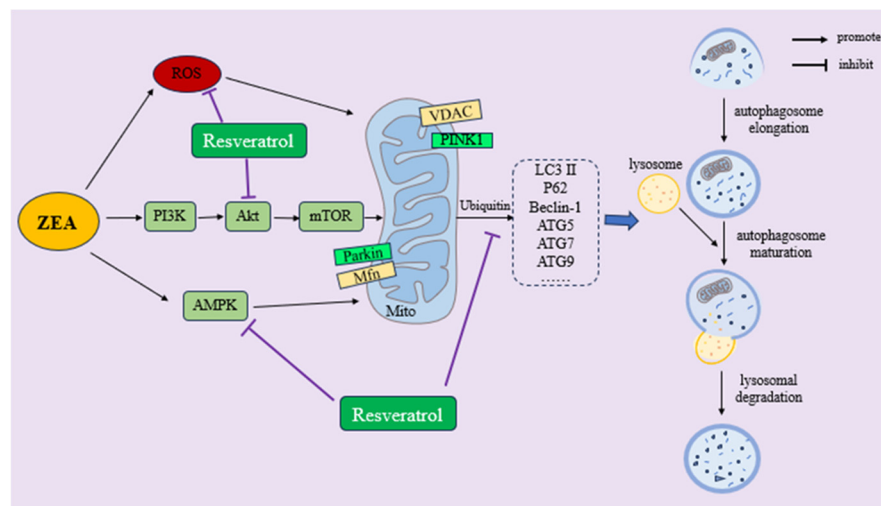 ROS
Resveratrol
ZEA
PI3K
Akt
mTOR
AMPK
VDAC
PINK1
Parkin
Mfn
Mito
Ubiquitin
Resveratrol
LC3 II
P62
Beclin-1
ATG5
ATG7
ATG9
......
lysosome
promote
inhibit
autophagosome
elongation
autophagosome
maturation
lysosomal
degradation